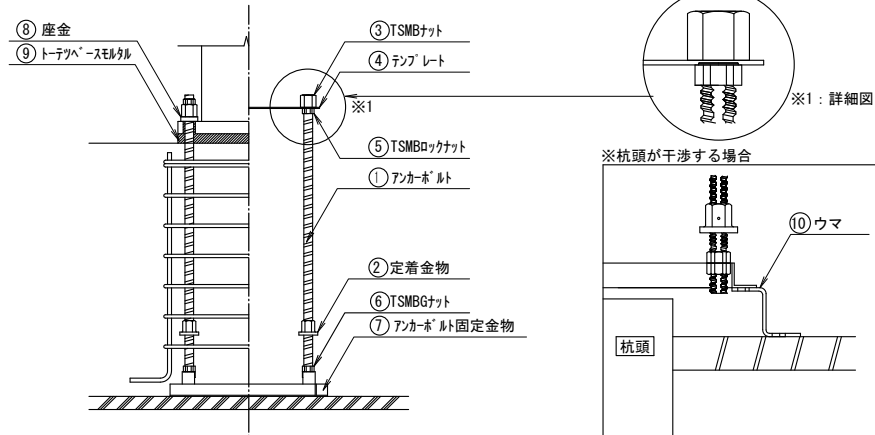 ⑧ 座金
⑨ トーテツベースモルタル
③ TSMBナット
④ テンプレート
※1
※1：詳細図
⑤ TSMBロックナット
① アンカーボルト
② 定着金物
⑥ TSMBGナット
⑦ アンカーボルト固定金物
※杭頭が干渉する場合
⑩ ウマ
杭頭